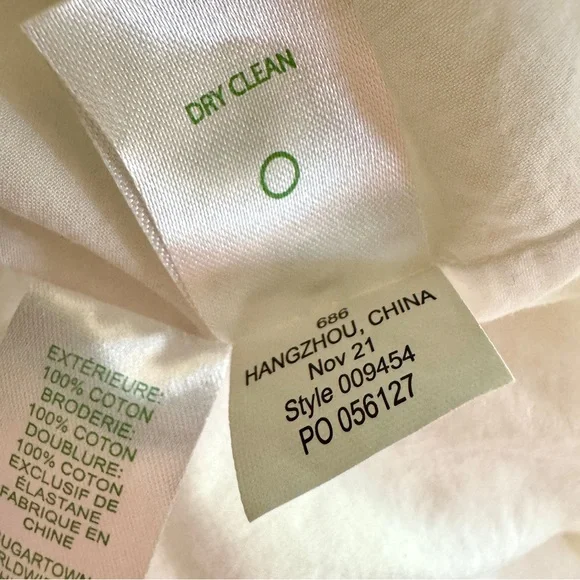 DRY CLEAN
686
HANGZHOU, CHINA
Nov 21
Style 009454
PO 056127
EXTÉRIEURE:
100% COTON
BRODERIE:
100% COTON
DOUBLURE:
100% COTON
EXCLUSIF DE
ÉLASTANE
FABRIQUE EN
CHINE